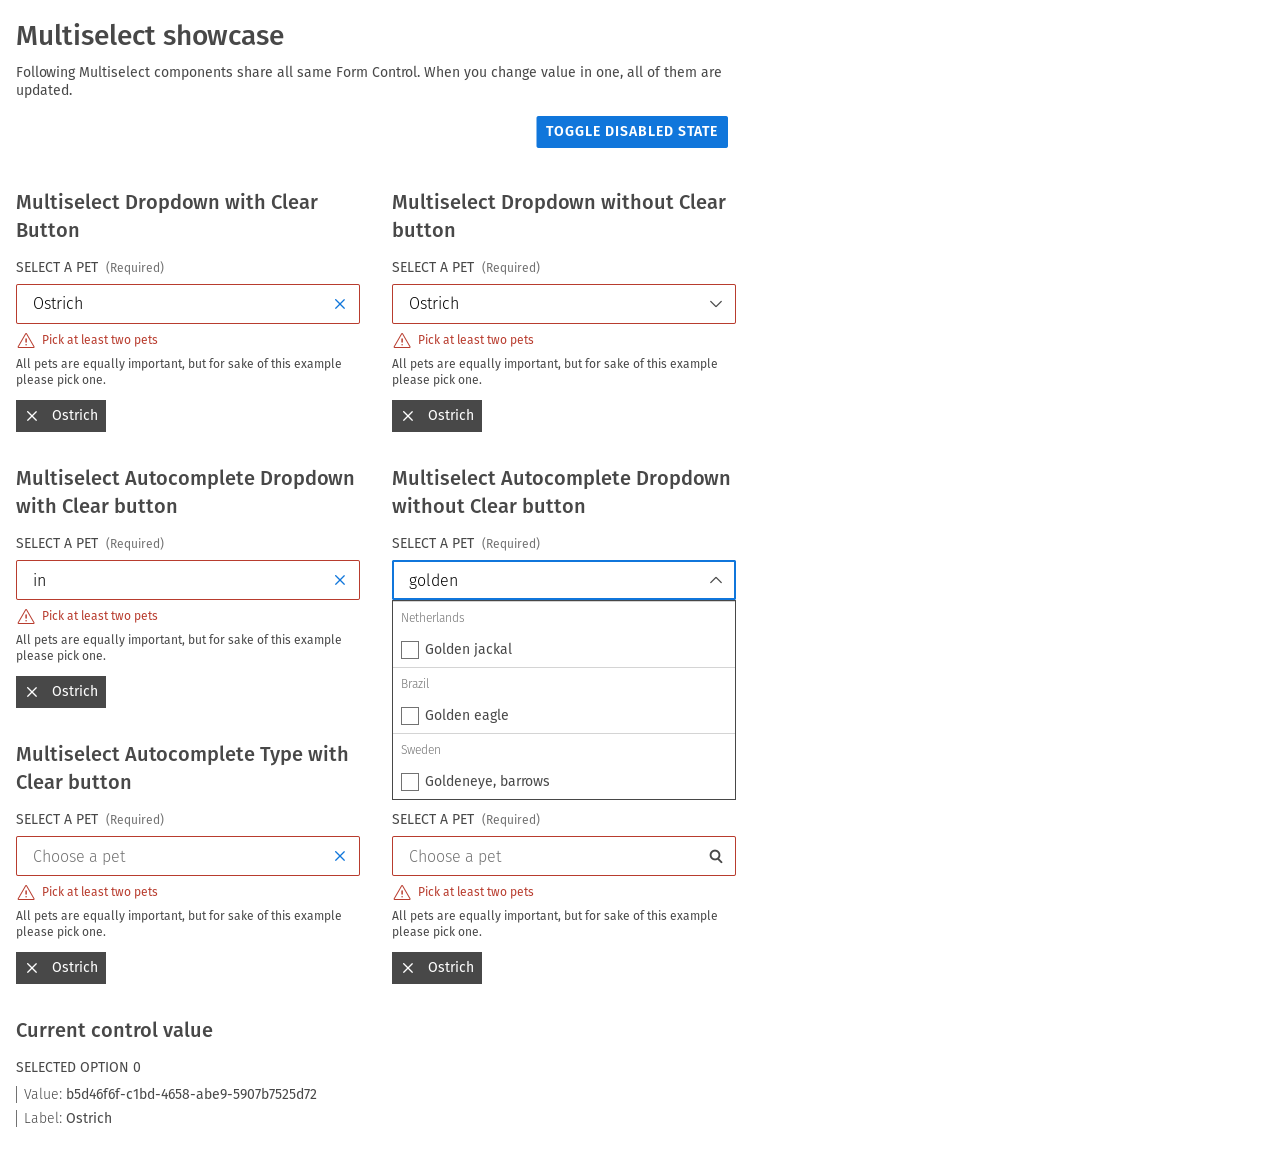 Multiselect showcase
Following Multiselect components share all same Form Control. When you change value in one, all of them are
updated.
TOGGLE DISABLED STATE
Multiselect Dropdown with Clear
Button
SELECT A PET (Required)
Ostrich
Pick at least two pets
All pets are equally important, but for sake of this example
please pick one.
Ostrich
Multiselect Dropdown without Clear
button
SELECT A PET (Required)
Ostrich
Pick at least two pets
All pets are equally important, but for sake of this example
please pick one.
Ostrich
Multiselect Autocomplete Dropdown
with Clear button
SELECT A PET (Required)
in
Pick at least two pets
All pets are equally important, but for sake of this example
please pick one.
Ostrich
Multiselect Autocomplete Dropdown
without Clear button
SELECT A PET (Required)
golden
Netherlands
Golden jackal
Brazil
Golden eagle
Sweden
Goldeneye, barrows
Multiselect Autocomplete Type with
Clear button
SELECT A PET (Required)
Choose a pet
Pick at least two pets
All pets are equally important, but for sake of this example
please pick one.
Ostrich
SELECT A PET (Required)
Choose a pet
Pick at least two pets
All pets are equally important, but for sake of this example
please pick one.
Ostrich
Current control value
SELECTED OPTION 0
Value: b5d46f6f-c1bd-4658-abe9-5907b7525d72
Label: Ostrich